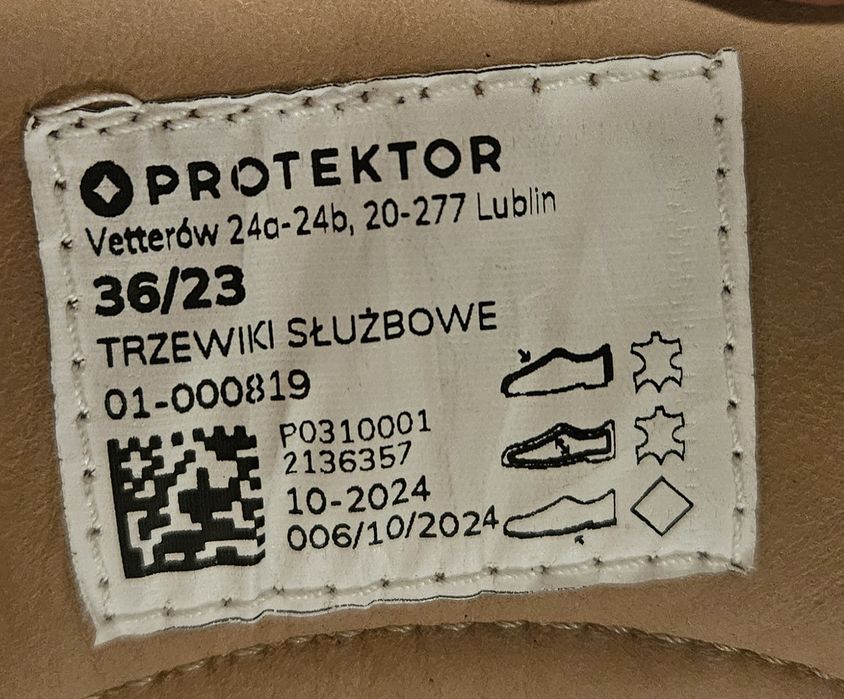 PROTEKTOR
Vetterów 24a-24b, 20-277 Lublin
36/23
TRZEWIKI SŁUŻBOWE
01-000819
P0310001
2136357
10-2024
006/10/2024